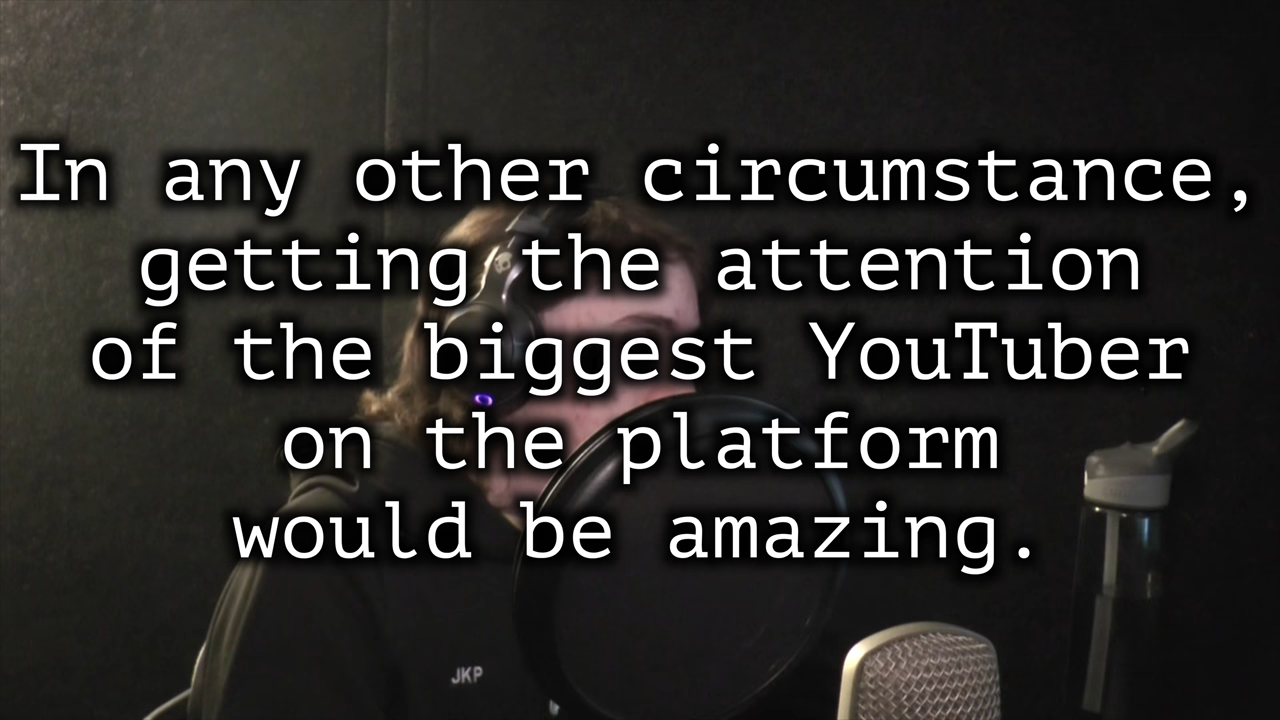 In any other circumstance,
getting the attention
of the biggest YouTuber
on the platform
would be amazing.
JKP